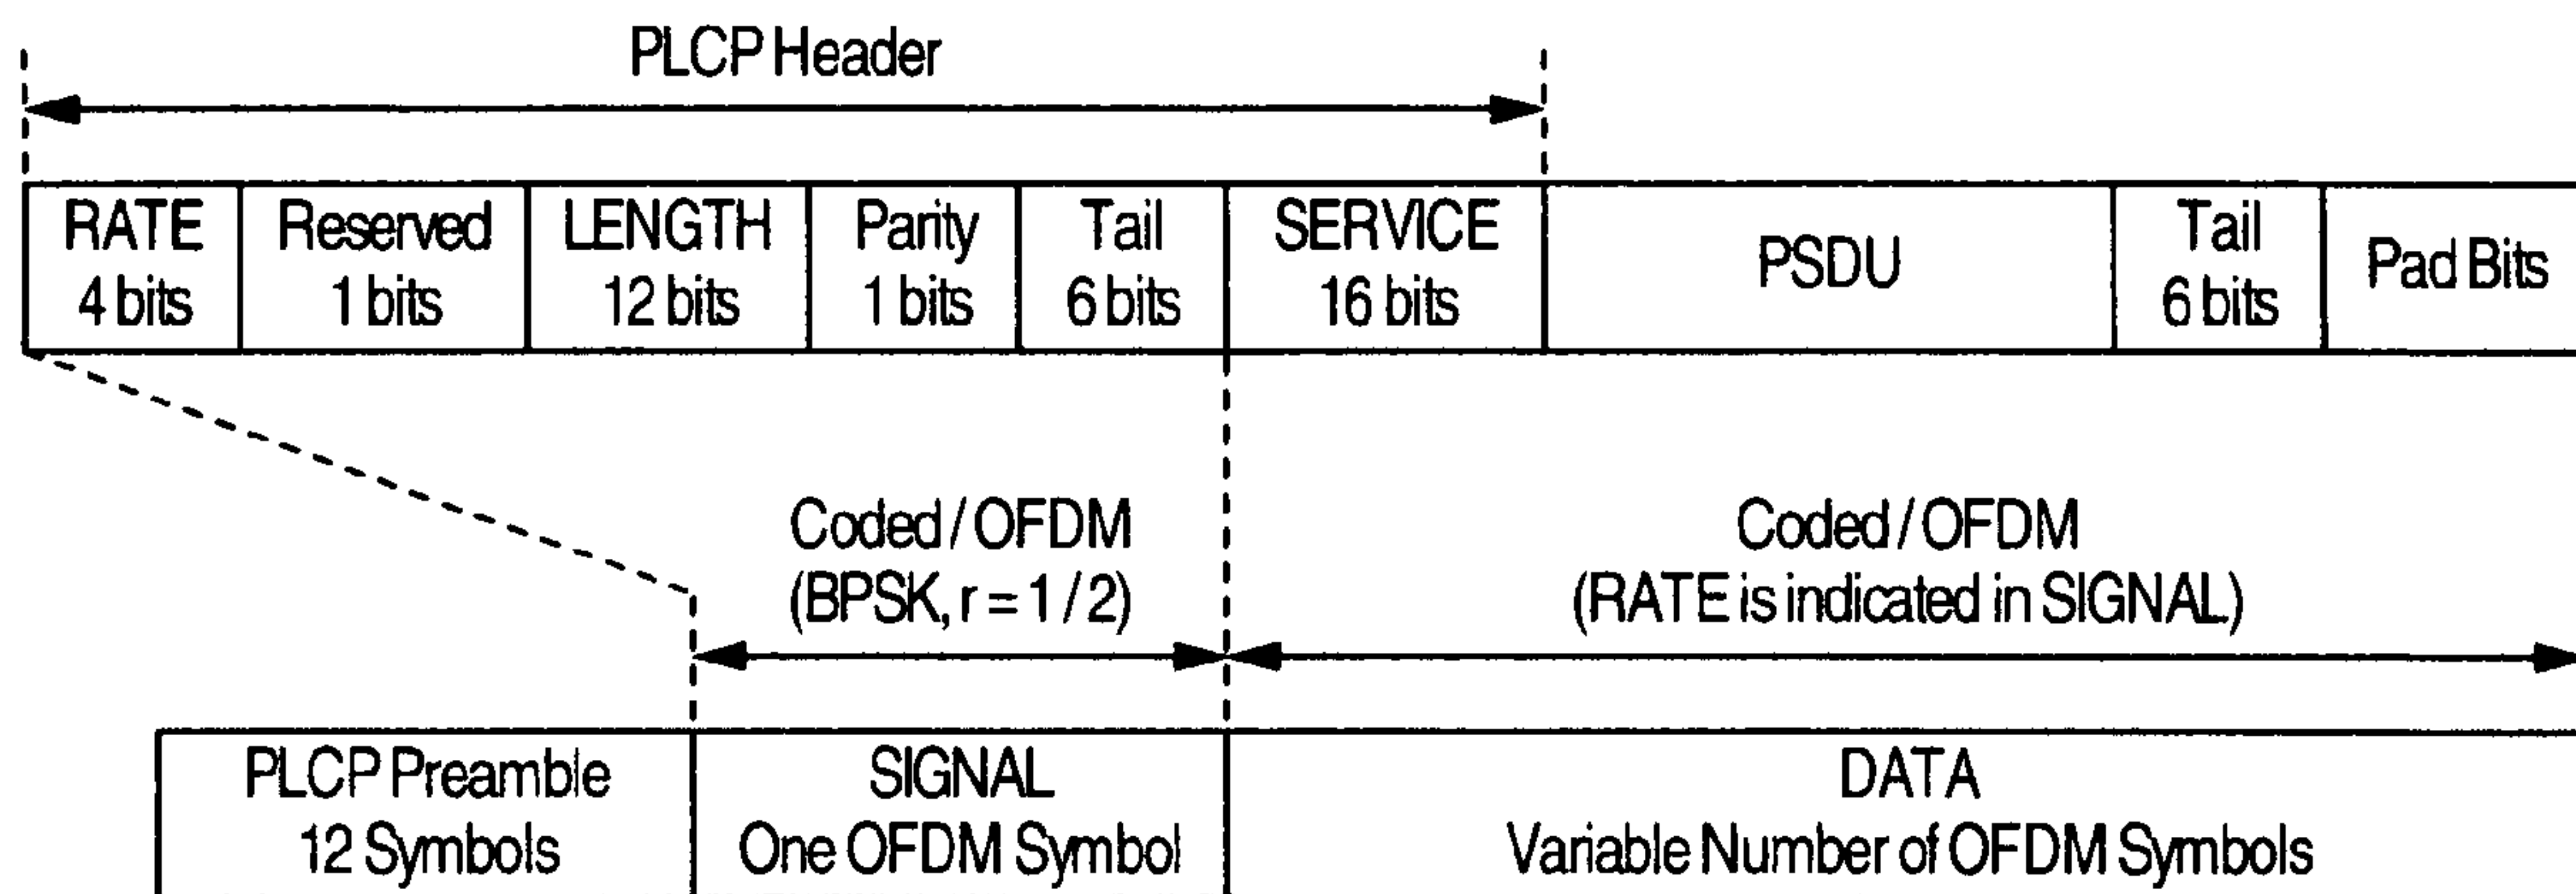 PLCP Header
RATE
4 bits
Reserved
1 bits
LENGTH
12 bits
Parity
1 bits
Tail
6 bits
SERVICE
16 bits
PSDU
Tail
6 bits
Pad Bits
Coded / OFDM
(BPSK, r = 1 / 2)
Coded / OFDM
(RATE is indicated in SIGNAL)
PLCP Preamble
12 Symbols
SIGNAL
One OFDM Symbol
DATA
Variable Number of OFDM Symbols